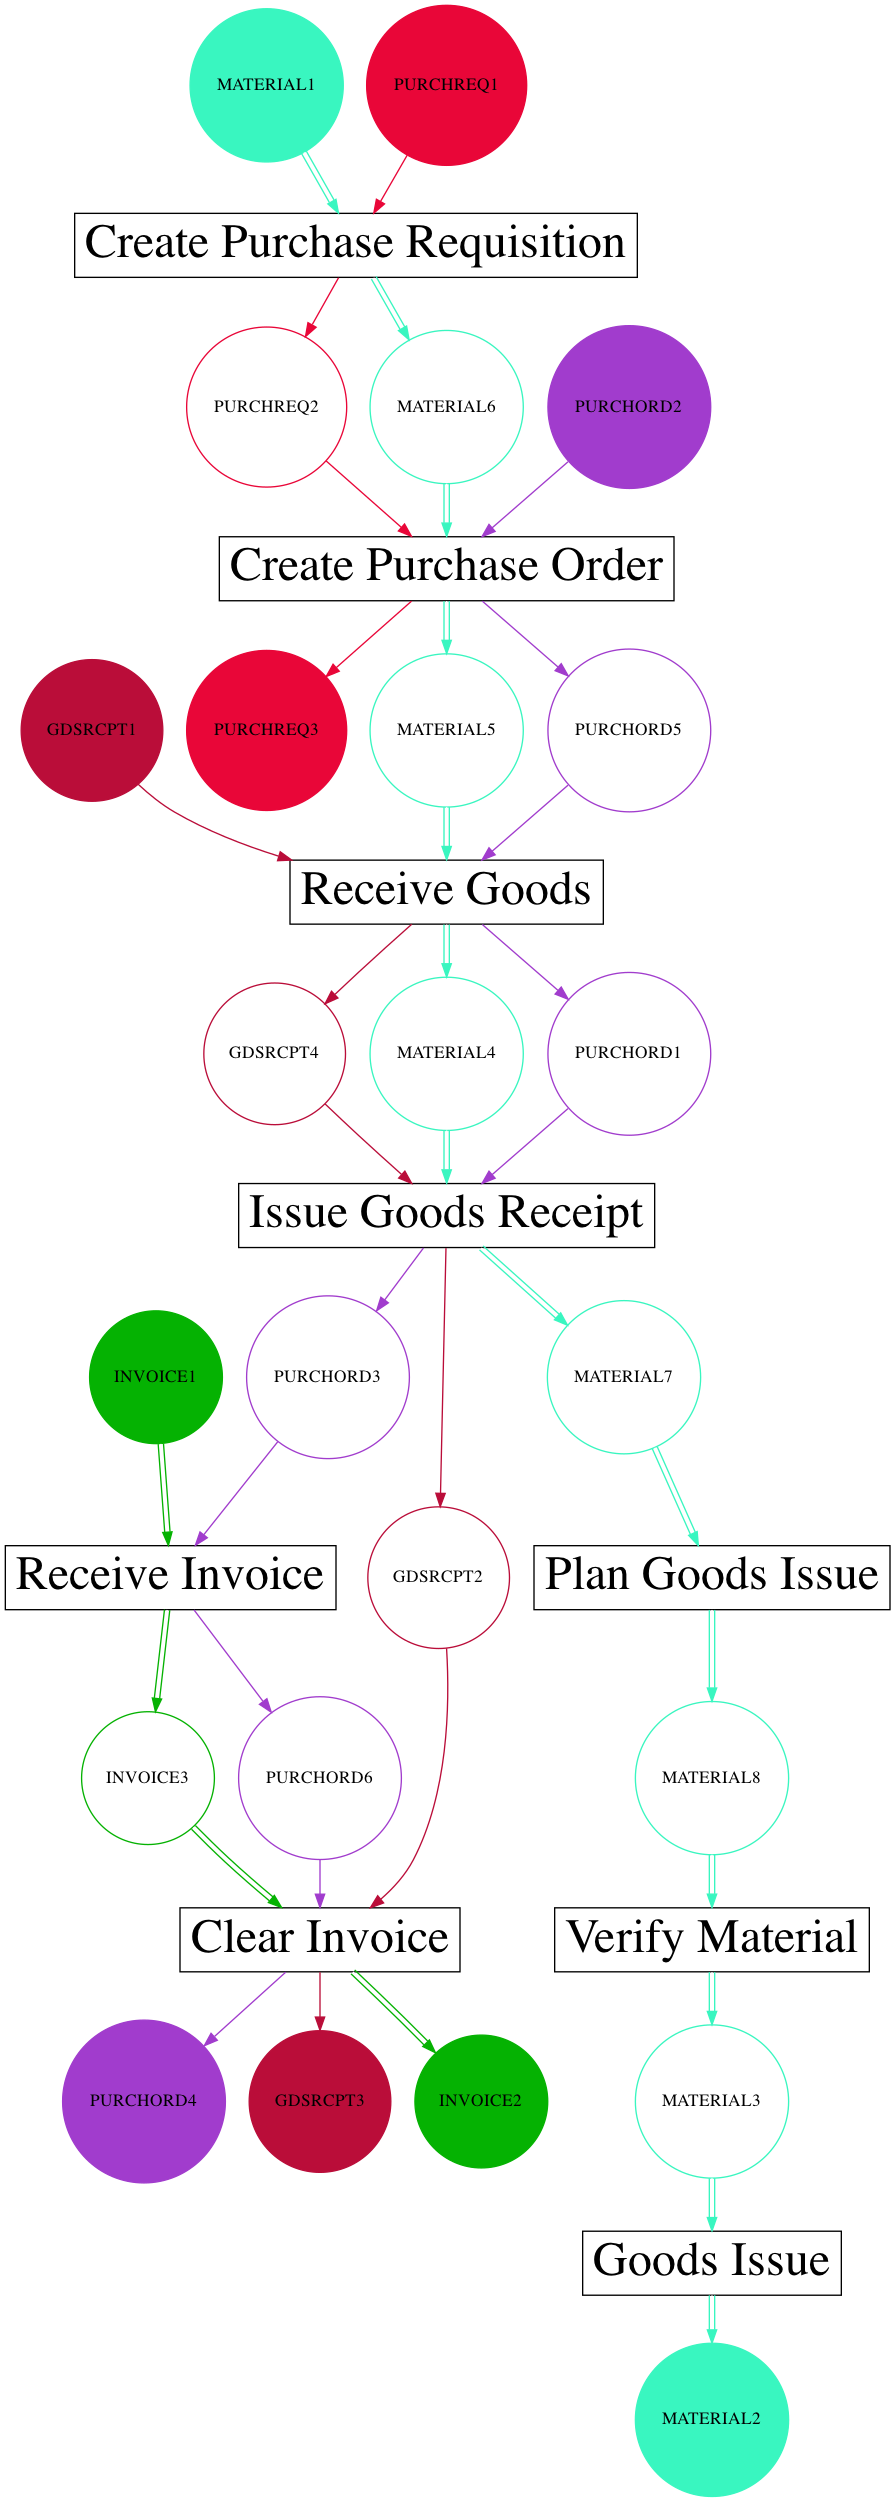 MATERIAL1
PURCHREQ1
Create Purchase Requisition
PURCHREQ2
MATERIAL6
PURCHORD2
Create Purchase Order
GDSRCPT1
PURCHREQ3
MATERIAL5
PURCHORD5
Receive Goods
GDSRCPT4
MATERIAL4
PURCHORD1
Issue Goods Receipt
INVOICE1
PURCHORD3
MATERIAL7
Receive Invoice
GDSRCPT2
Plan Goods Issue
INVOICE3
PURCHORD6
MATERIAL8
Clear Invoice
Verify Material
PURCHORD4
GDSRCPT3
INVOICE2
MATERIAL3
Goods Issue
MATERIAL2